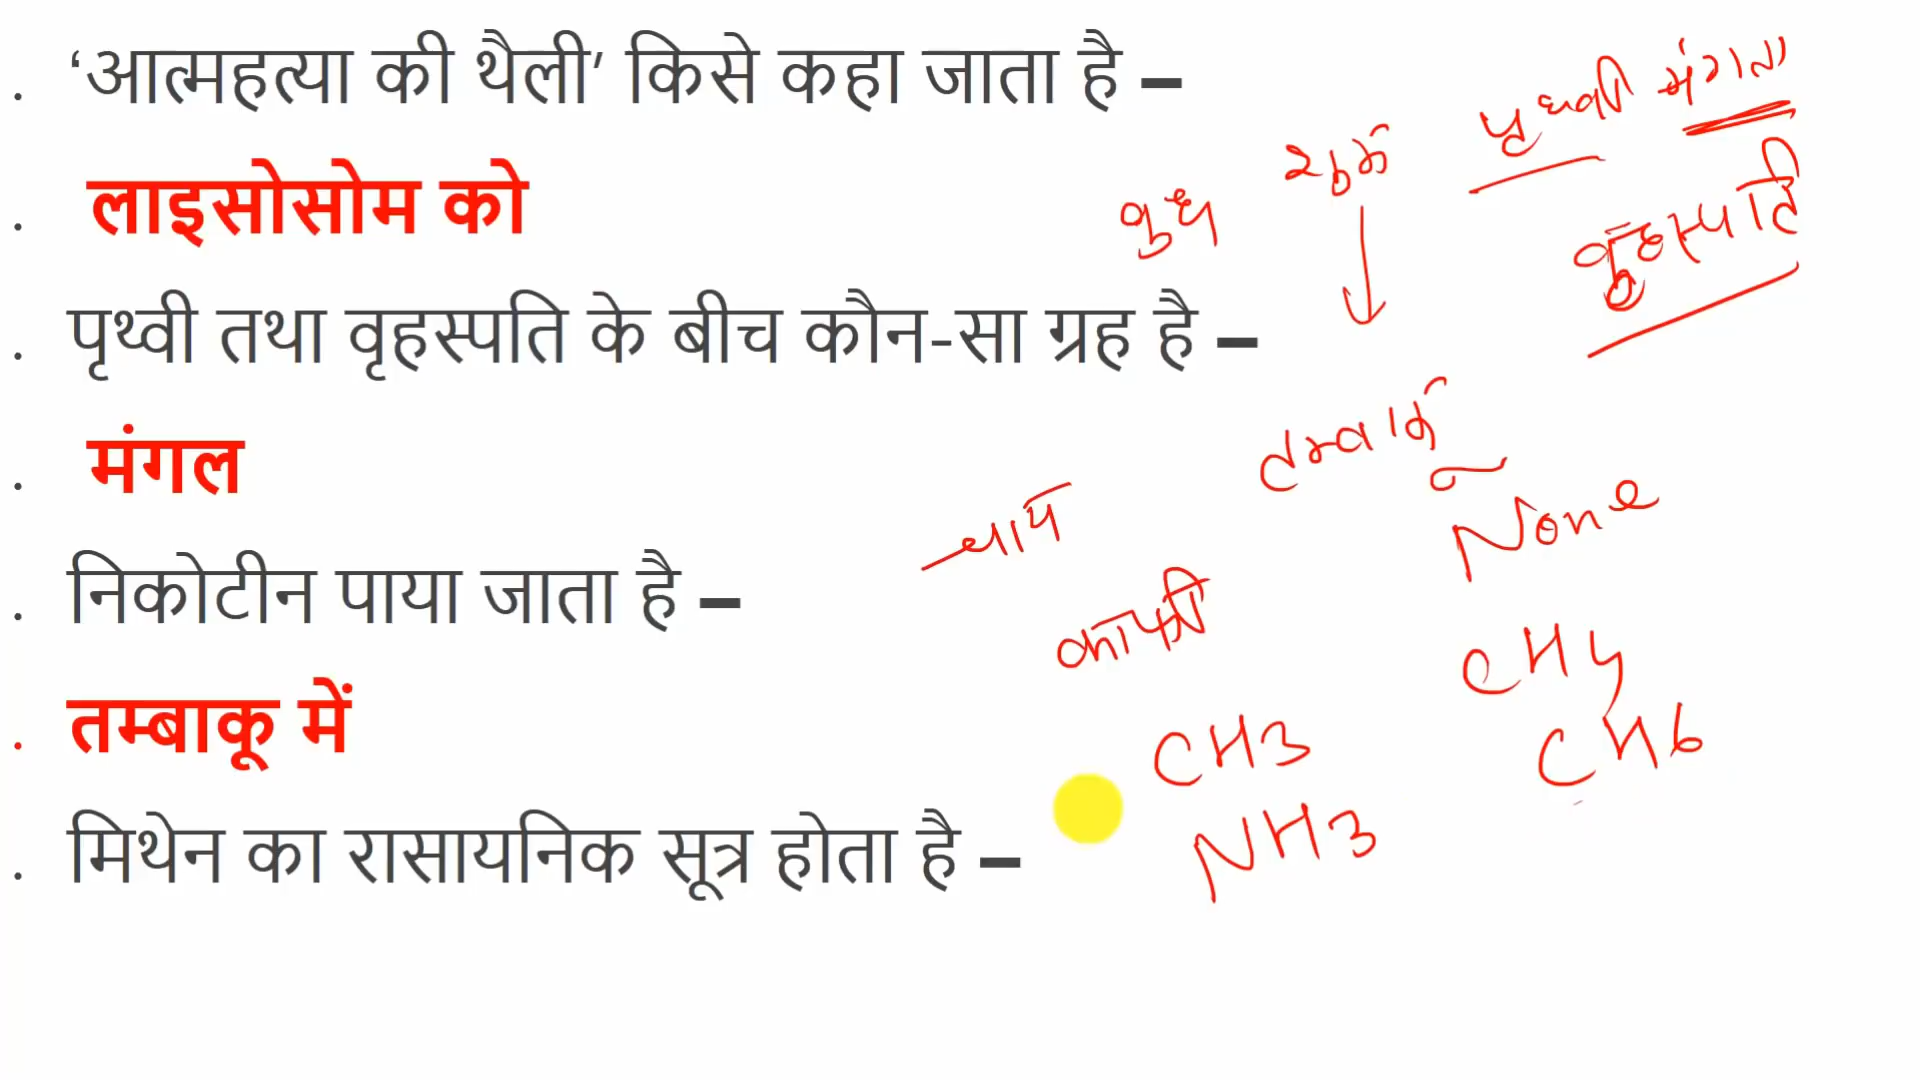 . ‘आत्महत्या की थैली’ किसे कहा जाता है –
. लाइसोसोम को
. पृथ्वी तथा वृहस्पति के बीच कौन-सा ग्रह है –
. मंगल
. निकोटीन पाया जाता है –
. तम्बाकू में
. मिथेन का रासायनिक सूत्र होता है –
बुध
पृथ्वी मंगल
बृहस्पति
None
कॉफी
CH4
CH3
CH6
NH3